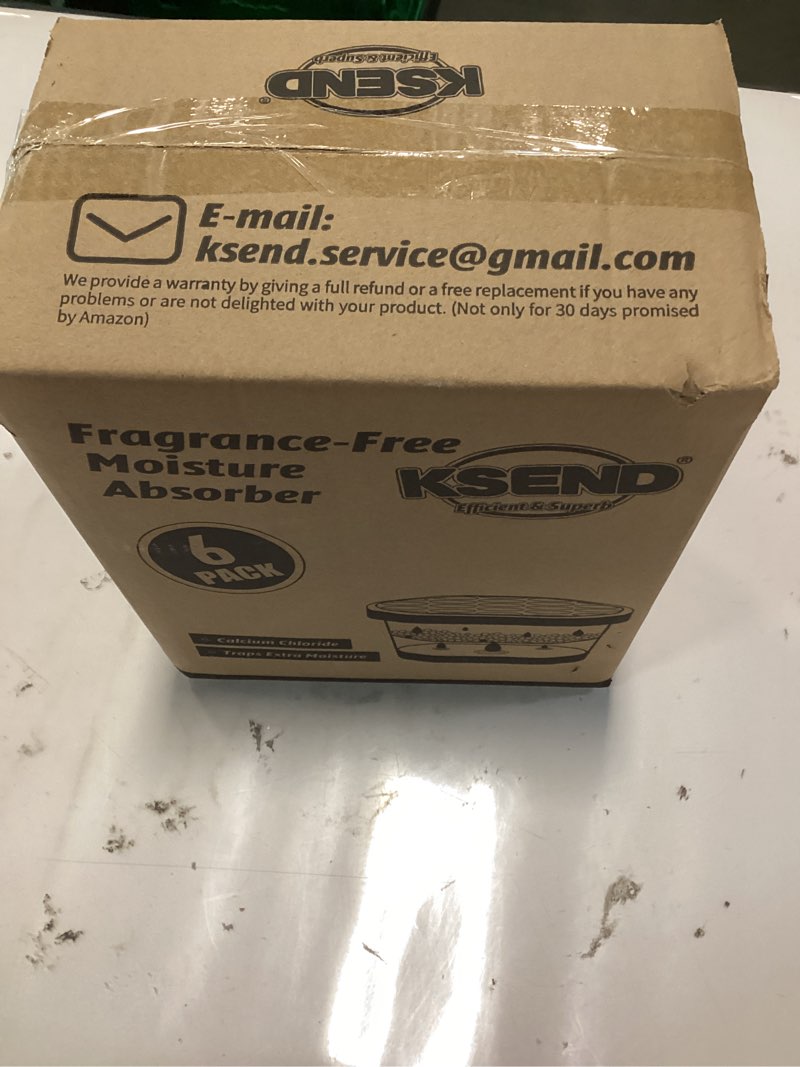 KSEND®
Efficient & Superb
E-mail:
ksend.service@gmail.com
We provide a warranty by giving a full refund or a free replacement if you have any
problems or are not delighted with your product. (Not only for 30 days promised
by Amazon)
Fragrance-Free
Moisture
Absorber
KSEND®
Efficient & Superb
6
PACK
Calcium Chloride
Traps Extra Moisture